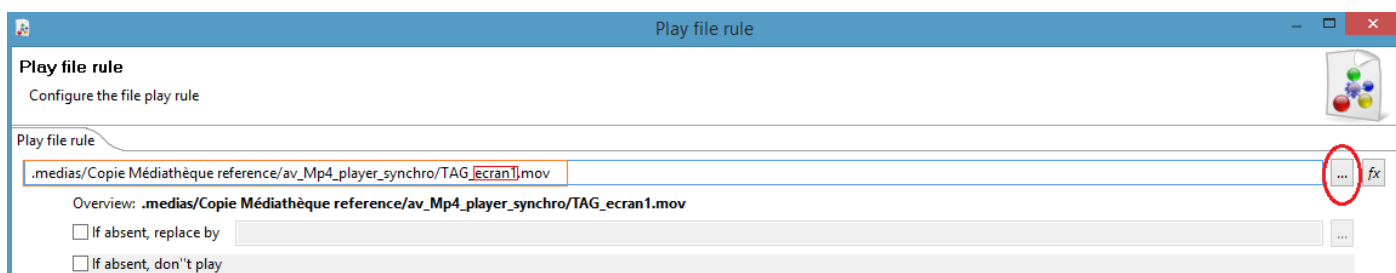 Play file rule
Play file rule
Configure the file play rule
Play file rule
.medias/Copie Médiathèque reference/av_Mp4_player_synchro/TAG_ecran1.mov ... fx
Overview: .medias/Copie Médiathèque reference/av_Mp4_player_synchro/TAG_ecran1.mov
If absent, replace by ...
If absent, don''t play